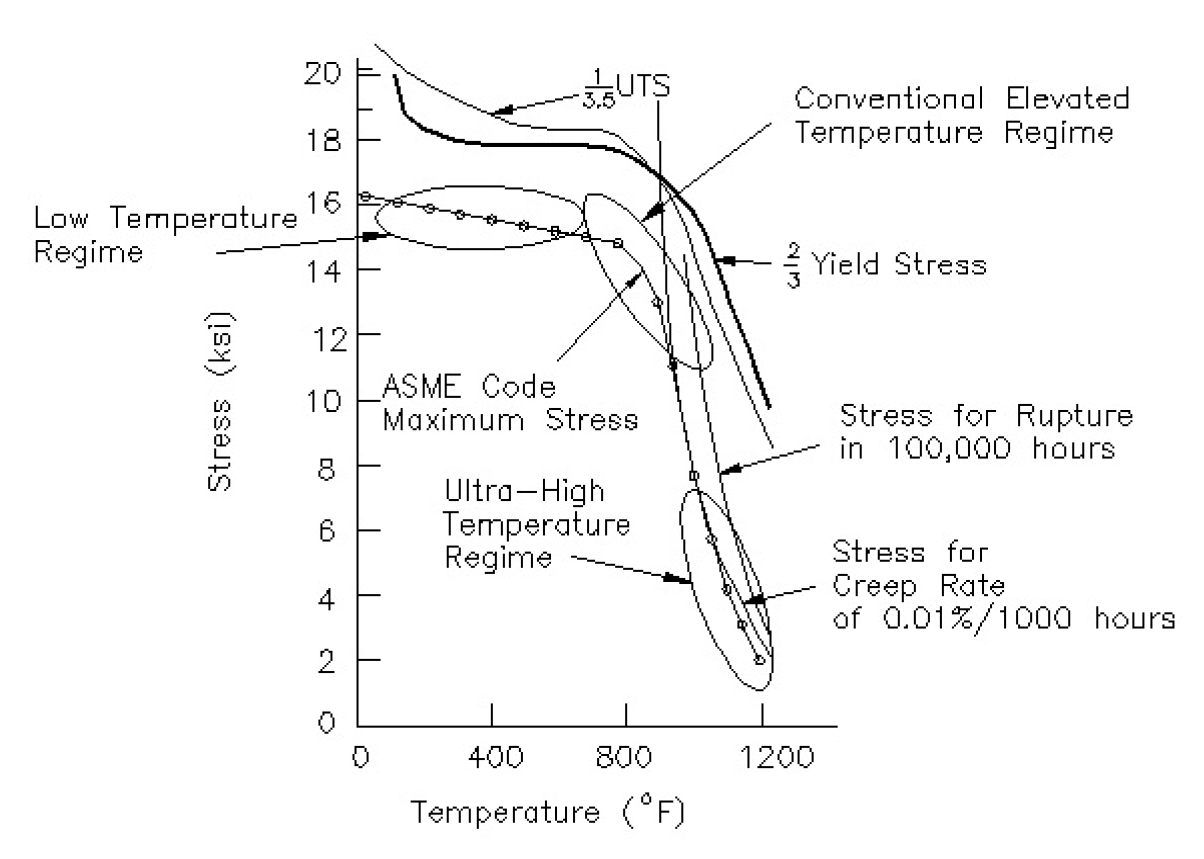 20
18
16
14
12
10
8
6
4
2
0
0
400
800
1200
Stress (ksi)
Temperature (°F)
1/3.5 UTS
Conventional Elevated
Temperature Regime
Low Temperature
Regime
2/3 Yield Stress
ASME Code
Maximum Stress
Stress for Rupture
in 100,000 hours
Ultra-High
Temperature
Regime
Stress for
Creep Rate
of 0.01%/1000 hours